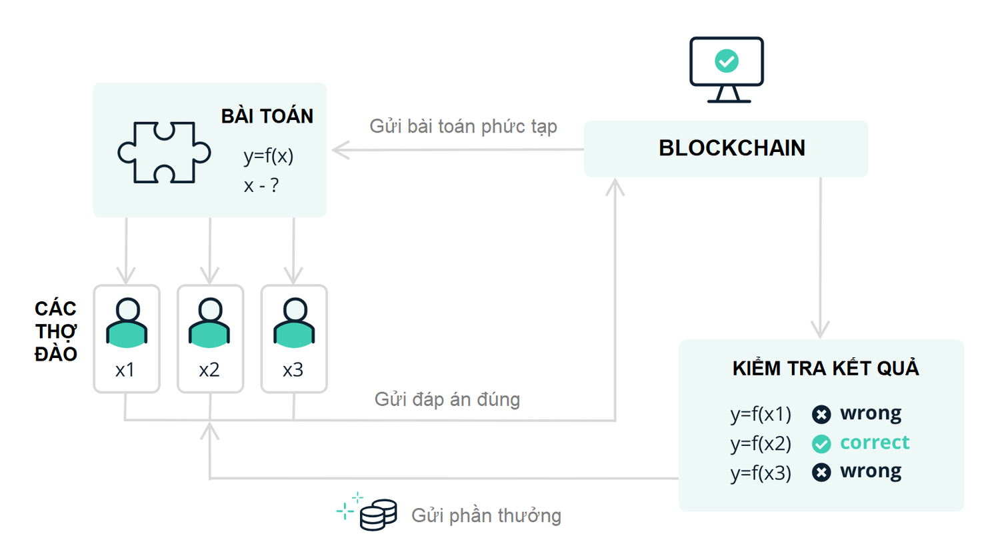 BÀI TOÁN
y=f(x)
x - ?
Gửi bài toán phức tạp
BLOCKCHAIN
CÁC
THỢ
ĐÀO
x1
x2
x3
Gửi đáp án đúng
KIỂM TRA KẾT QUẢ
y=f(x1) wrong
y=f(x2) correct
y=f(x3) wrong
Gửi phần thưởng